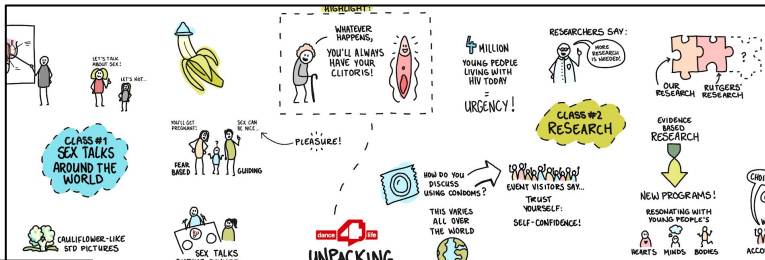 HIGHLIGHT!
WHATEVER
HAPPENS,
YOU'LL ALWAYS
HAVE YOUR
CLITORIS!
LET'S TALK
ABOUT SEX!
LET'S NOT...
CLASS #1
SEX TALKS
AROUND THE
WORLD
YOU'LL GET
PREGNANT!
SEX CAN
BE NICE...
?
FEAR
BASED
GUIDING
PLEASURE!
CAULIFLOWER-LIKE
STD PICTURES
SEX TALKS
dance 4 life
UNPACKING
4 MILLION
YOUNG PEOPLE
LIVING WITH
HIV TODAY
=
URGENCY!
RESEARCHERS SAY:
MORE
RESEARCH
IS NEEDED!
CLASS #2
RESEARCH
HOW DO YOU
DISCUSS
USING CONDOMS?
THIS VARIES
ALL OVER
THE WORLD
EVENT VISITORS SAY...
TRUST
YOURSELF:
SELF-CONFIDENCE!
?
OUR
RESEARCH
RUTGERS'
RESEARCH
EVIDENCE
BASED
RESEARCH
NEW PROGRAMS!
RESONATING WITH
YOUNG PEOPLE'S
HEARTS
MINDS
BODIES